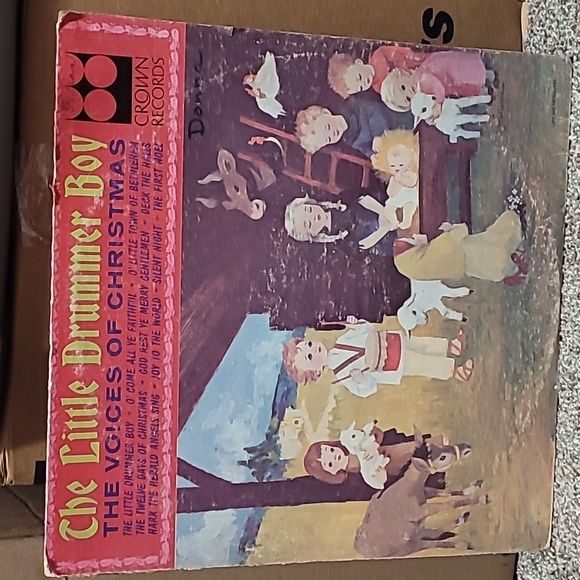 The Little Drummer Boy
THE VOICES OF CHRISTMAS
THE LITTLE DRUMMER BOY • O' COME ALL YE FAITHFUL • O' LITTLE TOWN OF BETHLEHEM
THE TWELVE DAYS OF CHRISTMAS • GOD REST YE MERRY GENTLEMEN • DECK THE HALLS
HARK THE HERALD ANGELS SING • JOY TO THE WORLD • SILENT NIGHT • THE FIRST NOEL
CROWN
RECORDS